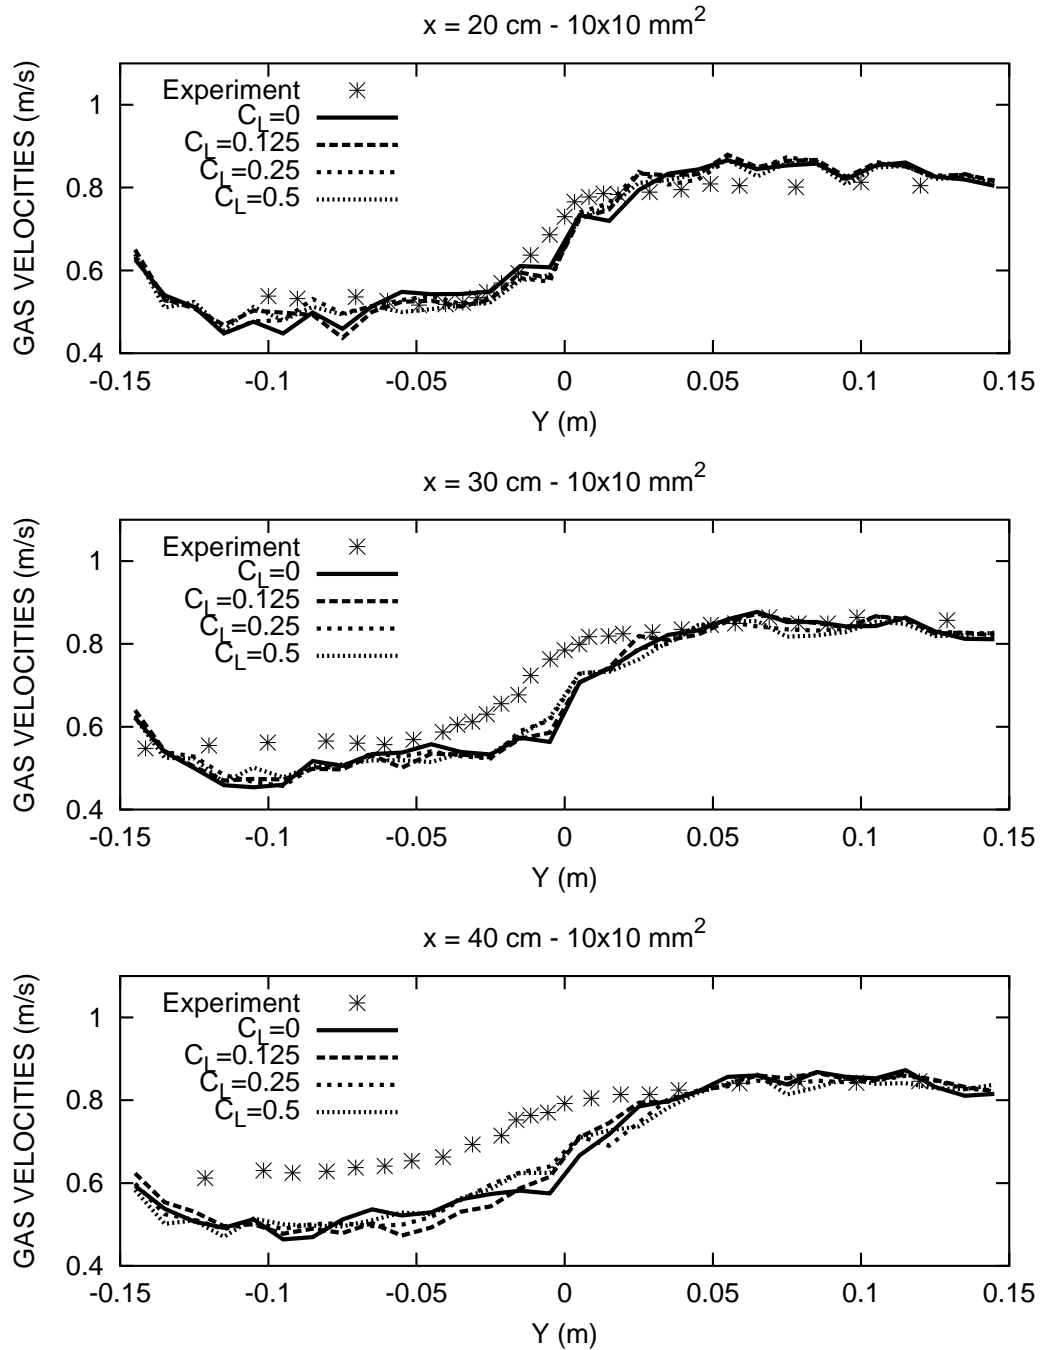 x = 20 cm - 10x10 mm²
GAS VELOCITIES (m/s)
1
0.8
0.6
0.4
Experiment
C_L=0
C_L=0.125
C_L=0.25
C_L=0.5
-0.15 -0.1 -0.05 0 0.05 0.1 0.15
Y (m)
x = 30 cm - 10x10 mm²
GAS VELOCITIES (m/s)
1
0.8
0.6
0.4
Experiment
C_L=0
C_L=0.125
C_L=0.25
C_L=0.5
-0.15 -0.1 -0.05 0 0.05 0.1 0.15
Y (m)
x = 40 cm - 10x10 mm²
GAS VELOCITIES (m/s)
1
0.8
0.6
0.4
Experiment
C_L=0
C_L=0.125
C_L=0.25
C_L=0.5
-0.15 -0.1 -0.05 0 0.05 0.1 0.15
Y (m)